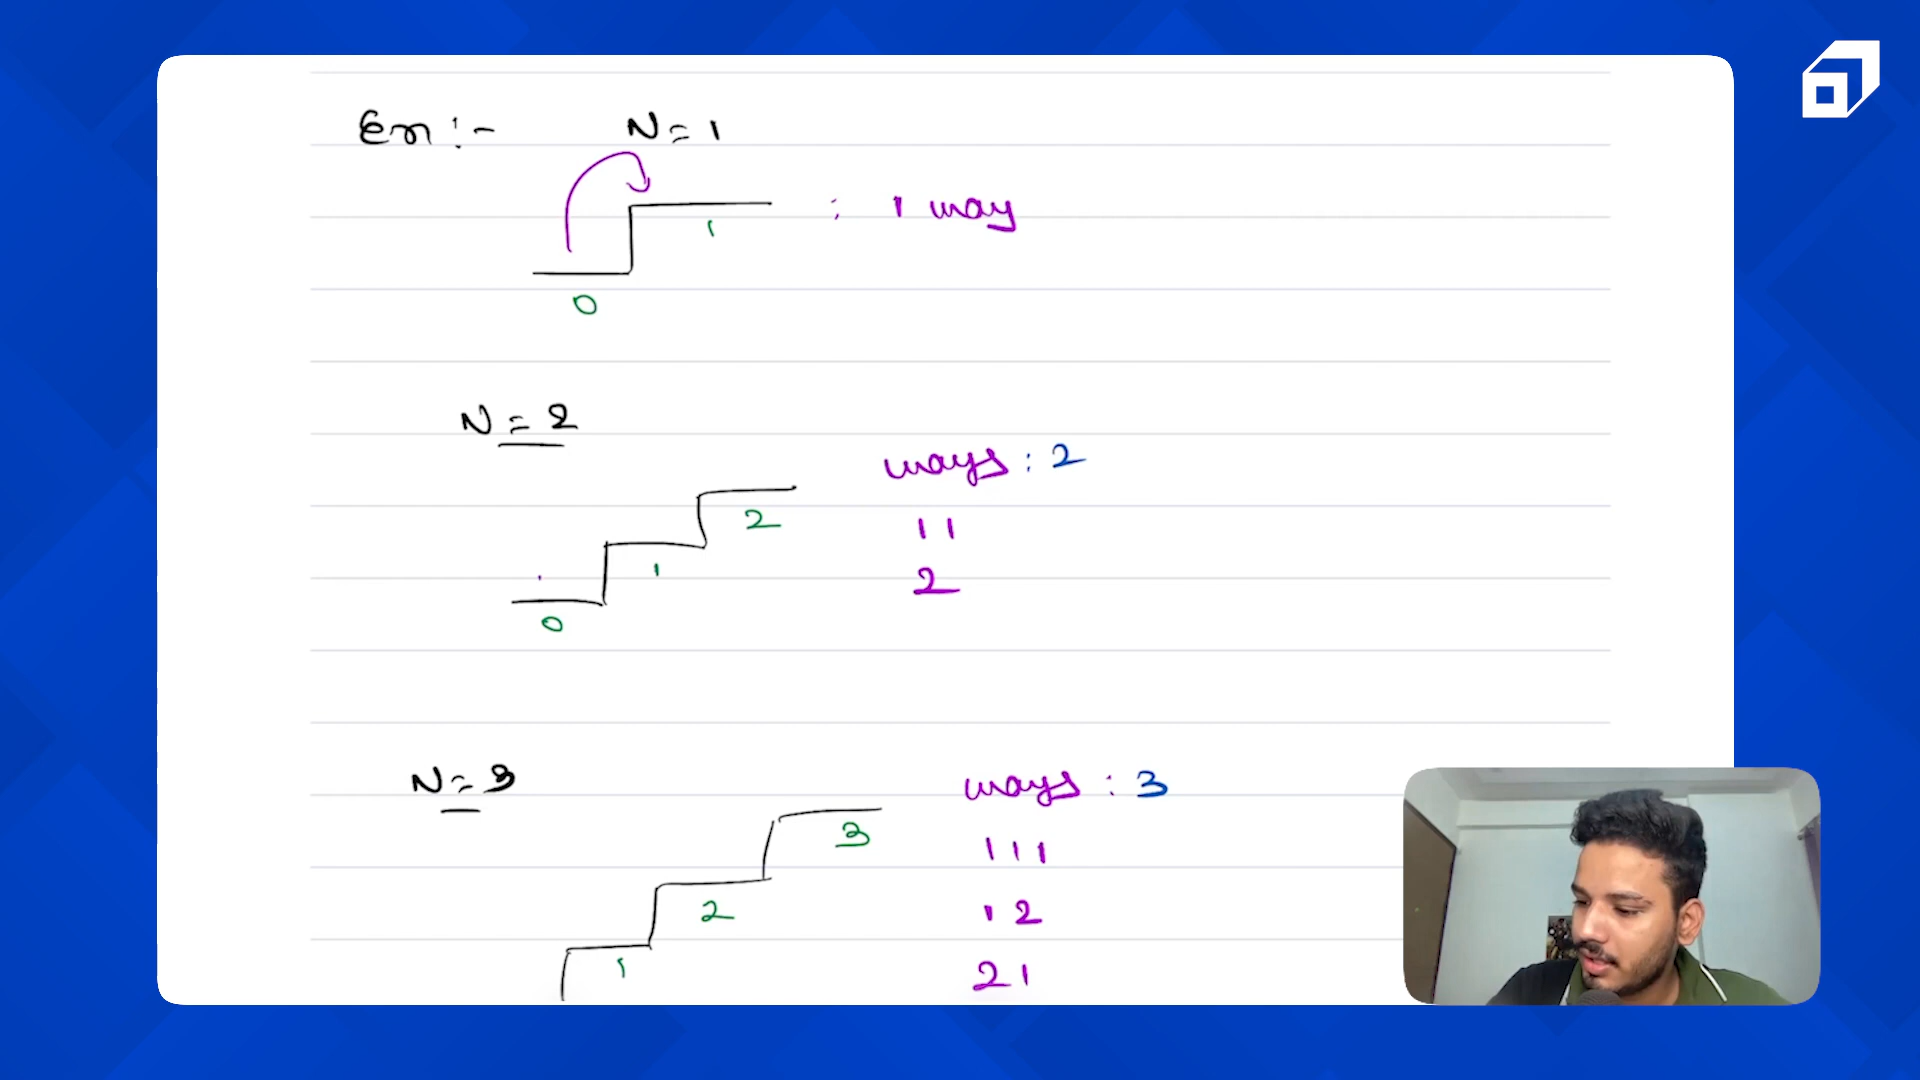 Ex :- N = 1
1
: 1 way
0
N = 2
ways : 2
2
1 1
1
2
0
N = 3
ways : 3
3
1 1 1
2
1 2
1
2 1